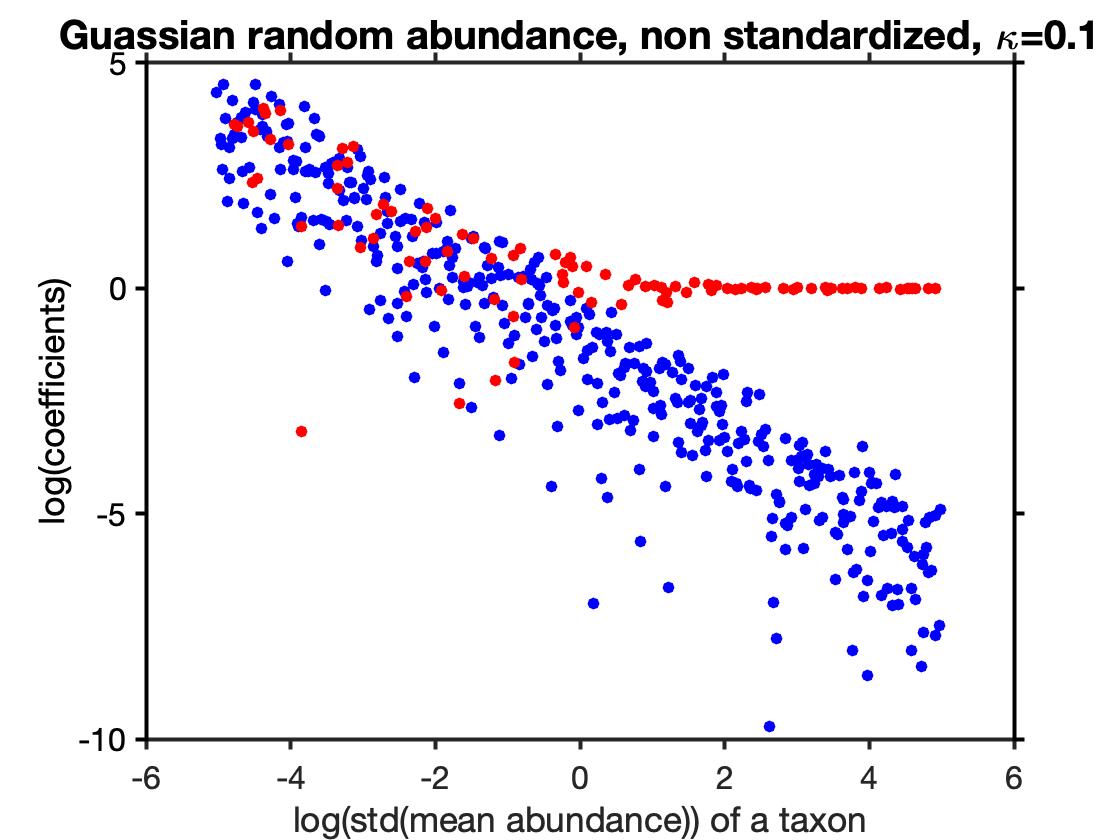 Guassian random abundance, non standardized, κ=0.1
5
0
-5
-10
log(coefficients)
-6 -4 -2 0 2 4 6
log(std(mean abundance)) of a taxon